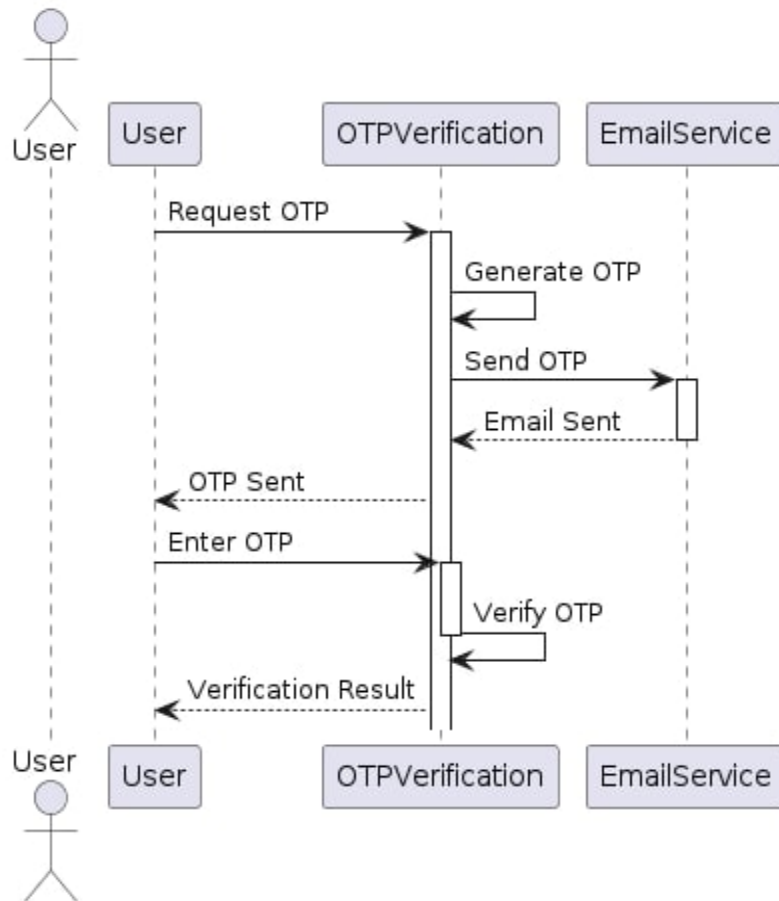 User
User
OTPVerification
EmailService
Request OTP
Generate OTP
Send OTP
Email Sent
OTP Sent
Enter OTP
Verify OTP
Verification Result
User
User
OTPVerification
EmailService